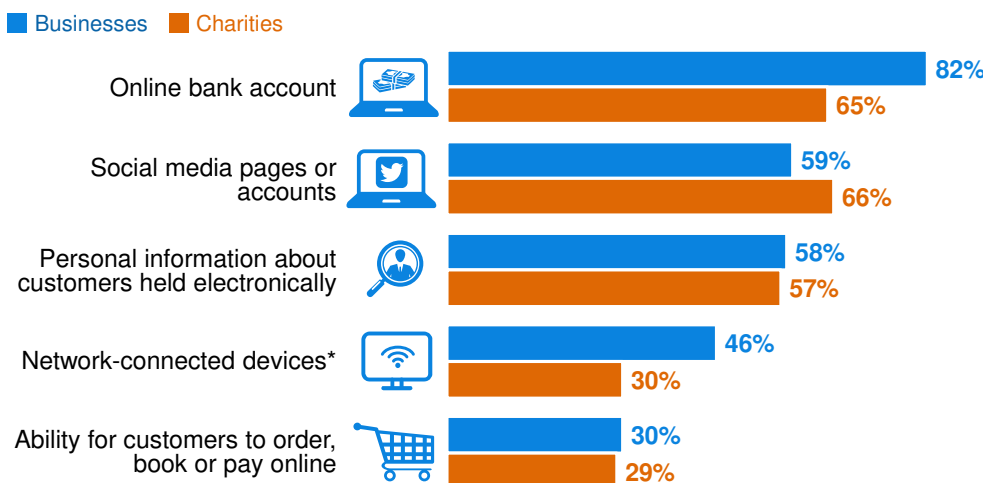 Businesses Charities
Online bank account
82%
65%
Social media pages or
accounts
59%
66%
Personal information about
customers held electronically
58%
57%
Network-connected devices*
46%
30%
Ability for customers to order,
book or pay online
30%
29%